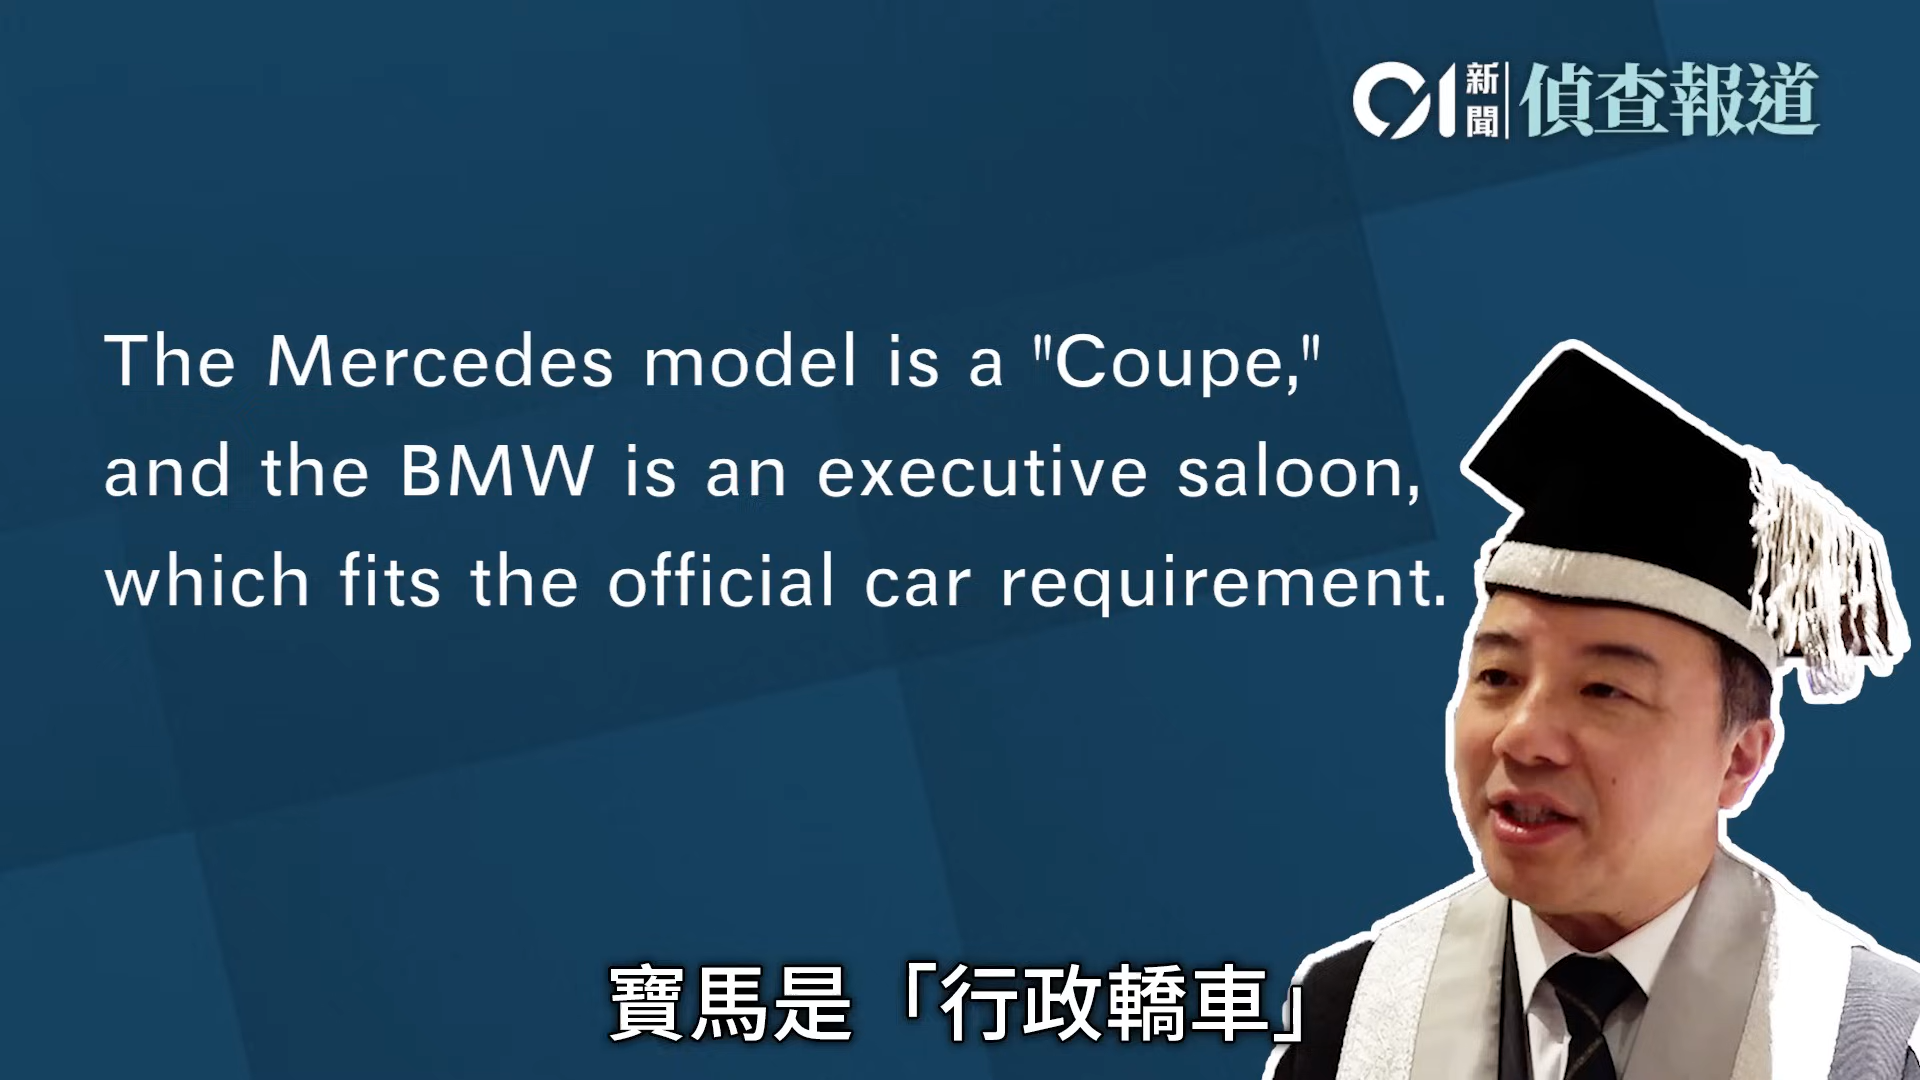 01 新聞 偵查報道
The Mercedes model is a "Coupe,"
and the BMW is an executive saloon,
which fits the official car requirement.
寶馬是「行政轎車」